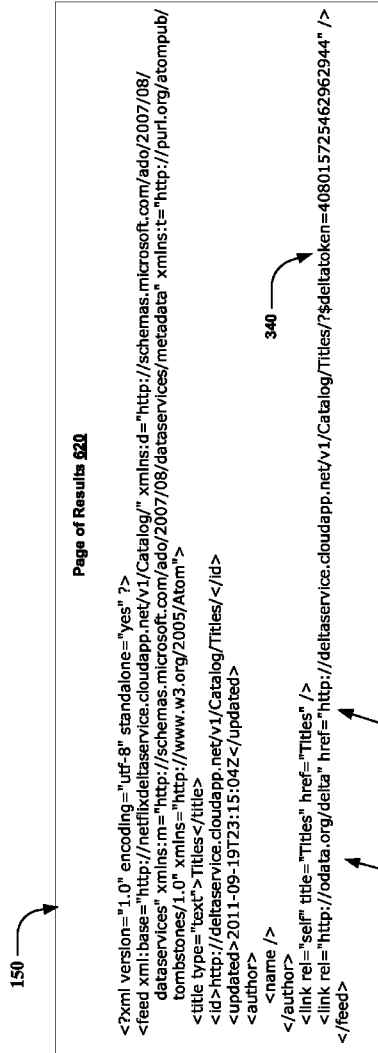 150
Page of Results 620
<?xml version="1.0" encoding="utf-8" standalone="yes" ?>
<feed xml:base="http://netflixdeltaservice.cloudapp.net/v1/Catalog/" xmlns:d="http://schemas.microsoft.com/ado/2007/08/
dataservices" xmlns:m="http://schemas.microsoft.com/ado/2007/08/dataservices/metadata" xmlns:t="http://purl.org/atompub/
tombstones/1.0" xmlns="http://www.w3.org/2005/Atom">
<title type="text">Titles</title>
<id>http://deltaservice.cloudapp.net/v1/Catalog/Titles/</id>
<updated>2011-09-19T23:15:04Z</updated>
<author>
<name />
</author>
340
<link rel="self" title="Titles" href="Titles" />
<link rel="http://odata.org/delta" href="http://deltaservice.cloudapp.net/v1/Catalog/Titles/?$deltatoken=408015725462962944" />
</feed>